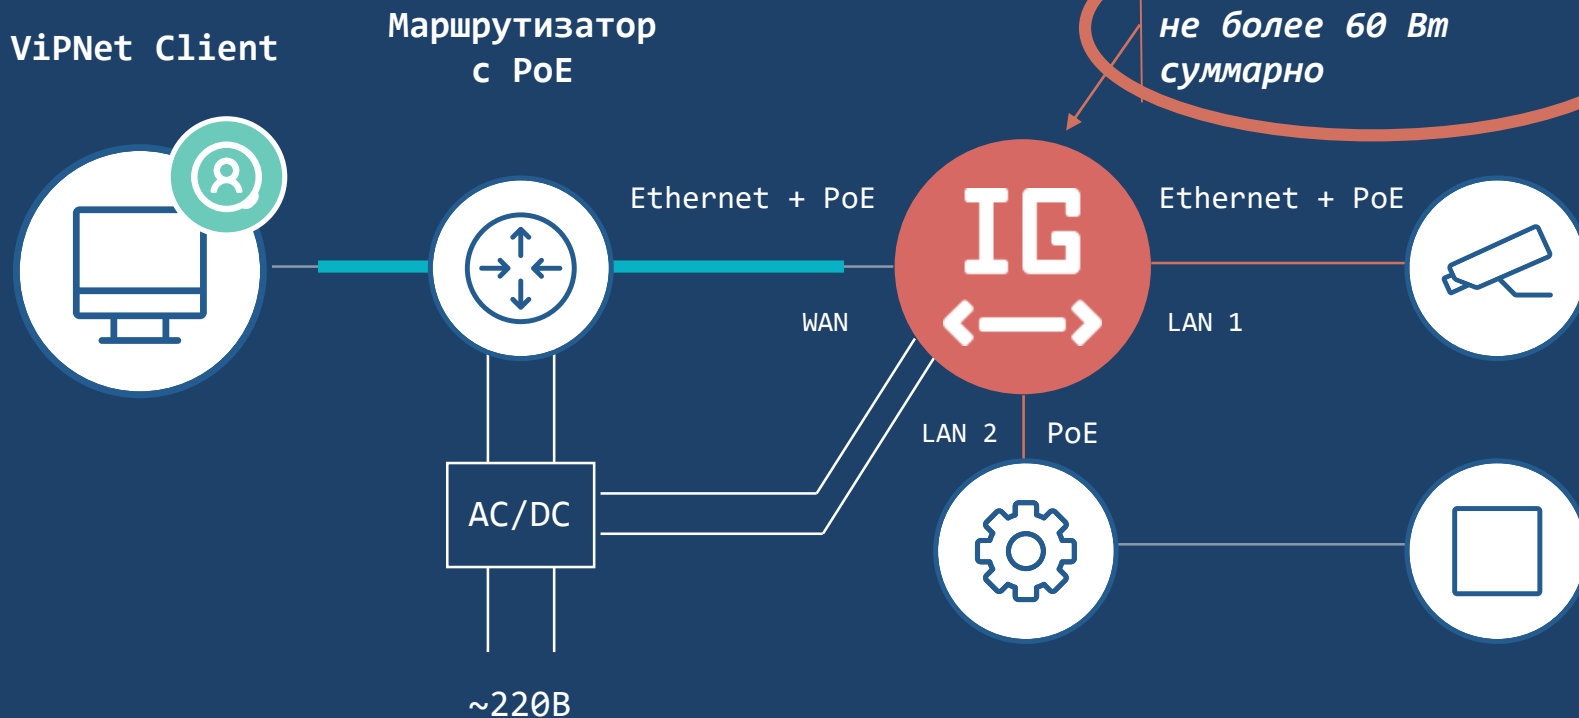 ViPNet Client
Маршрутизатор
с PoE
не более 60 Вт
суммарно
Ethernet + PoE
IG
Ethernet + PoE
WAN
LAN 1
LAN 2
PoE
AC/DC
~220В